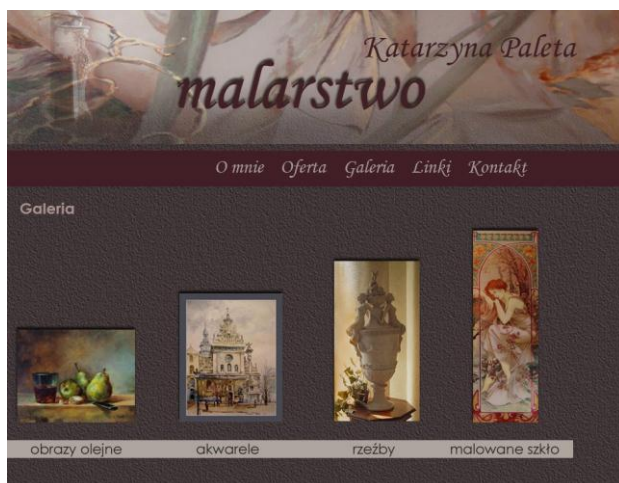 Katarzyna Paleta
malarstwo
O mnie Oferta Galeria Linki Kontakt
Galeria
obrazy olejne akwarele rzeźby malowane szkło